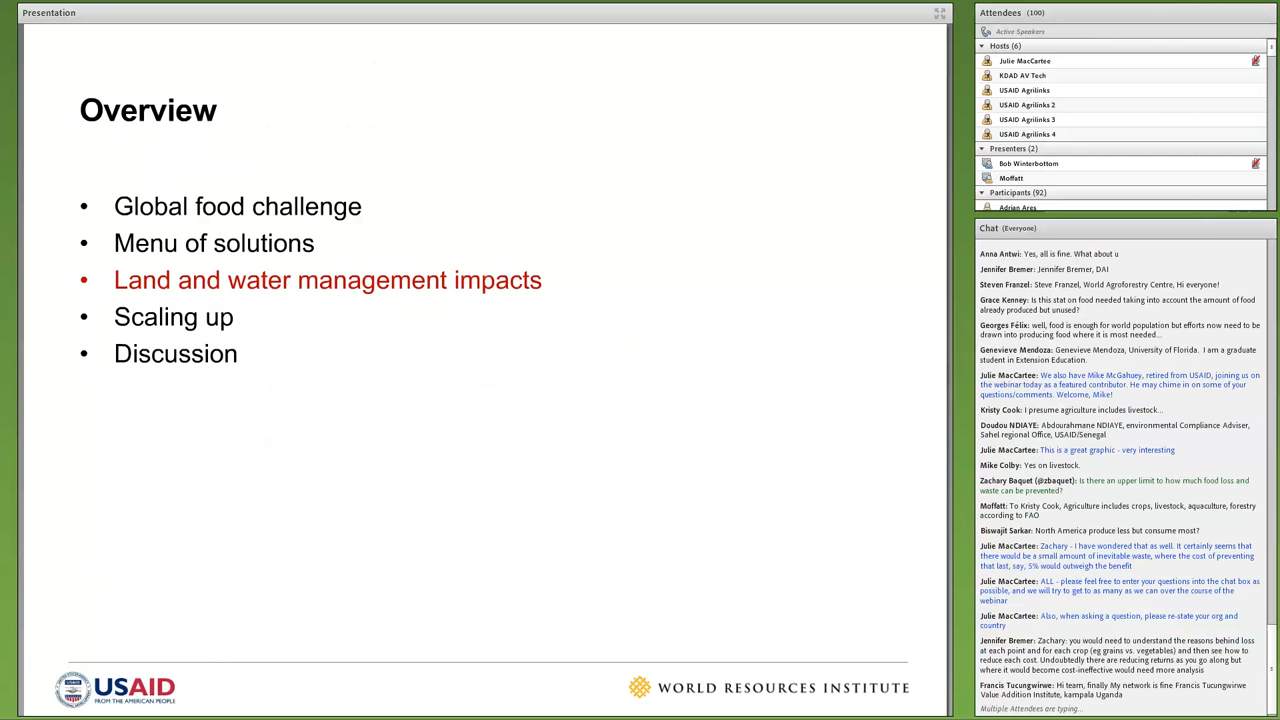 Presentation
Overview
• Global food challenge
• Menu of solutions
• Land and water management impacts
• Scaling up
• Discussion
USAID
FROM THE AMERICAN PEOPLE
WORLD RESOURCES INSTITUTE
Attendees (100)
Active Speakers
Hosts (6)
Julie MacCartee
KDAD AV Tech
USAID Agrilinks
USAID Agrilinks 2
USAID Agrilinks 3
USAID Agrilinks 4
Presenters (2)
Bob Winterbottom
Moffatt
Participants (92)
Adrian Ares
Chat (Everyone)
Anna Antwi: Yes, all is fine. What about u
Jennifer Bremer: Jennifer Bremer, DAI
Steven Franzel: Steve Franzel, World Agroforestry Centre, Hi everyone!
Grace Kenney: Is this stat on food needed taking into account the amount of food
already produced but unused?
Georges Félix: well, food is enough for world population but efforts now need to be
drawn into producing food where it is most needed...
Genevieve Mendoza: Genevieve Mendoza, University of Florida. I am a graduate
student in Extension Education.
Julie MacCartee: We also have Mike McGahuey, retired from USAID, joining us on
the webinar today as a featured contributor. He may chime in on some of your
questions/comments. Welcome, Mike!
Kristy Cook: I presume agriculture includes livestock...
Doudou NDIAYE: Abdourahmane NDIAYE, environmental Compliance Adviser,
Sahel regional Office, USAID/Senegal
Julie MacCartee: This is a great graphic - very interesting
Mike Colby: Yes on livestock.
Zachary Baquet (@zbaquet): Is there an upper limit to how much food loss and
waste can be prevented?
Moffatt: To Kristy Cook, Agriculture includes crops, livestock, aquaculture, forestry
according to FAO
Biswajit Sarkar: North America produce less but consume most?
Julie MacCartee: Zachary - I have wondered that as well. It certainly seems that
there would be a small amount of inevitable waste, where the cost of preventing
that last, say, 5% would outweigh the benefit
Julie MacCartee: ALL - please feel free to enter your questions into the chat box as
possible, and we will try to get to as many as we can over the course of the
webinar
Julie MacCartee: Also, when asking a question, please re-state your org and
country
Jennifer Bremer: Zachary: you would need to understand the reasons behind loss
at each point and for each crop (eg grains vs. vegetables) and then see how to
reduce each cost. Undoubtedly there are reducing returns as you go along but
where it would become cost-ineffective would need more analysis
Francis Tucungwirwe: Hi team, finally My network is fine Francis Tucungwirwe
Value Addition Institute, kampala Uganda
Multiple Attendees are typing...